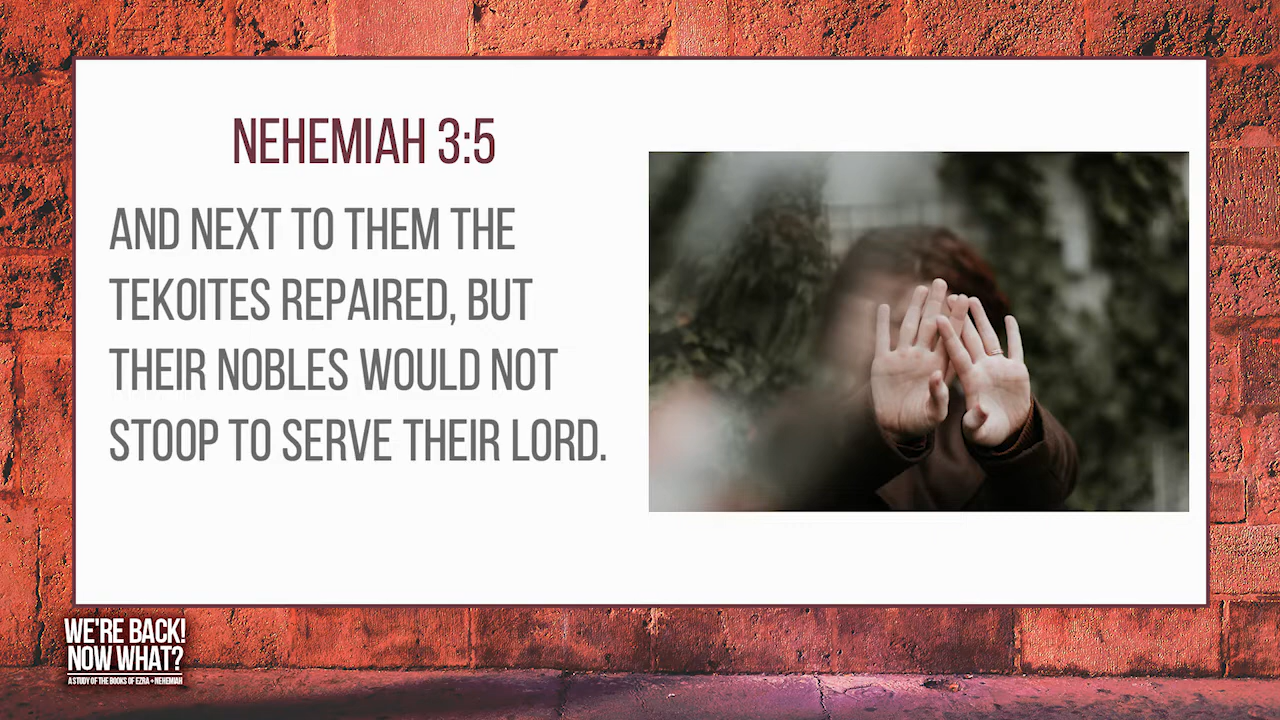 NEHEMIAH 3:5
AND NEXT TO THEM THE
TEKOITES REPAIRED, BUT
THEIR NOBLES WOULD NOT
STOOP TO SERVE THEIR LORD.
WE'RE BACK!
NOW WHAT?
A STUDY OF THE BOOKS OF EZRA + NEHEMIAH